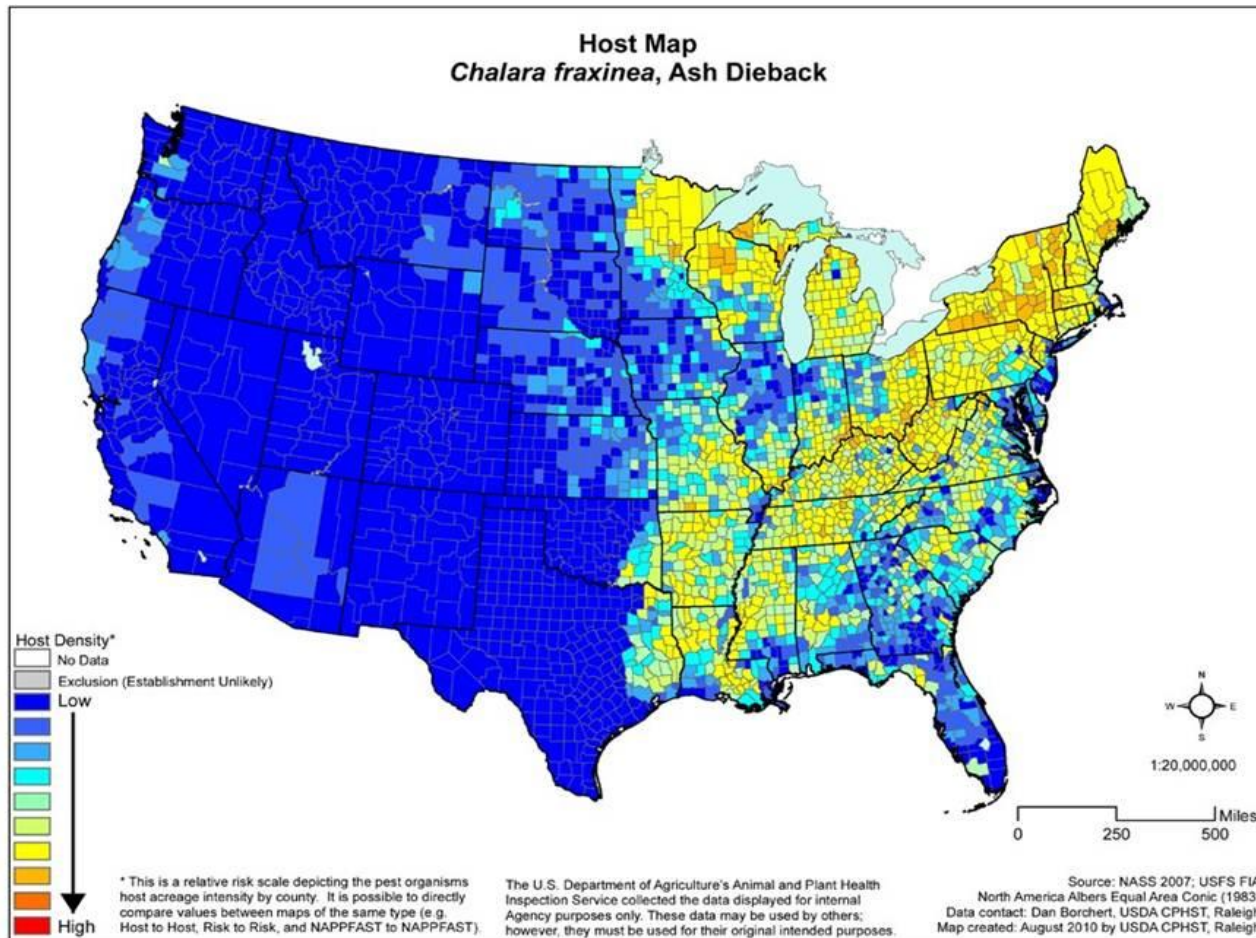 Host Map
Chalara fraxinea, Ash Dieback
Host Density*
No Data
Exclusion (Establishment Unlikely)
Low
High
* This is a relative risk scale depicting the pest organisms
host acreage intensity by county. It is possible to directly
compare values between maps of the same type (e.g.
Host to Host, Risk to Risk, and NAPPFAST to NAPPFAST).
The U.S. Department of Agriculture's Animal and Plant Health
Inspection Service collected the data displayed for internal
Agency purposes only. These data may be used by others;
however, they must be used for their original intended purposes.
N
W E
S
1:20,000,000
Miles
0 250 500
Source: NASS 2007; USFS FIA
North America Albers Equal Area Conic (1983
Data contact: Dan Borchert, USDA CPHST, Raleigh
Map created: August 2010 by USDA CPHST, Raleigh